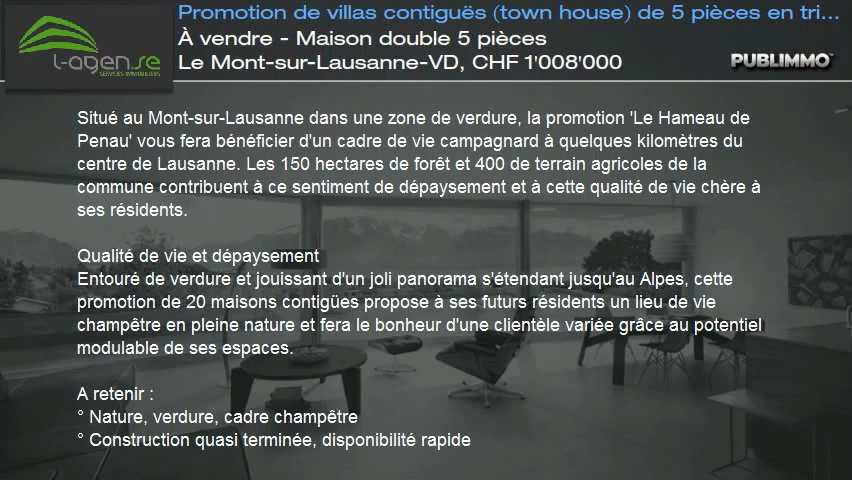 Promotion de villas contiguës (town house) de 5 pièces en tri...
À vendre - Maison double 5 pièces
Le Mont-sur-Lausanne-VD, CHF 1'008'000
l-agen.se
SERVICES IMMOBILIERS
PUBLIMMO
Situé au Mont-sur-Lausanne dans une zone de verdure, la promotion 'Le Hameau de
Penau' vous fera bénéficier d'un cadre de vie campagnard à quelques kilomètres du
centre de Lausanne. Les 150 hectares de forêt et 400 de terrain agricoles de la
commune contribuent à ce sentiment de dépaysement et à cette qualité de vie chère à
ses résidents.
Qualité de vie et dépaysement
Entouré de verdure et jouissant d'un joli panorama s'étendant jusqu'au Alpes, cette
promotion de 20 maisons contigües propose à ses futurs résidents un lieu de vie
champêtre en pleine nature et fera le bonheur d'une clientèle variée grâce au potentiel
modulable de ses espaces.
A retenir :
° Nature, verdure, cadre champêtre
° Construction quasi terminée, disponibilité rapide